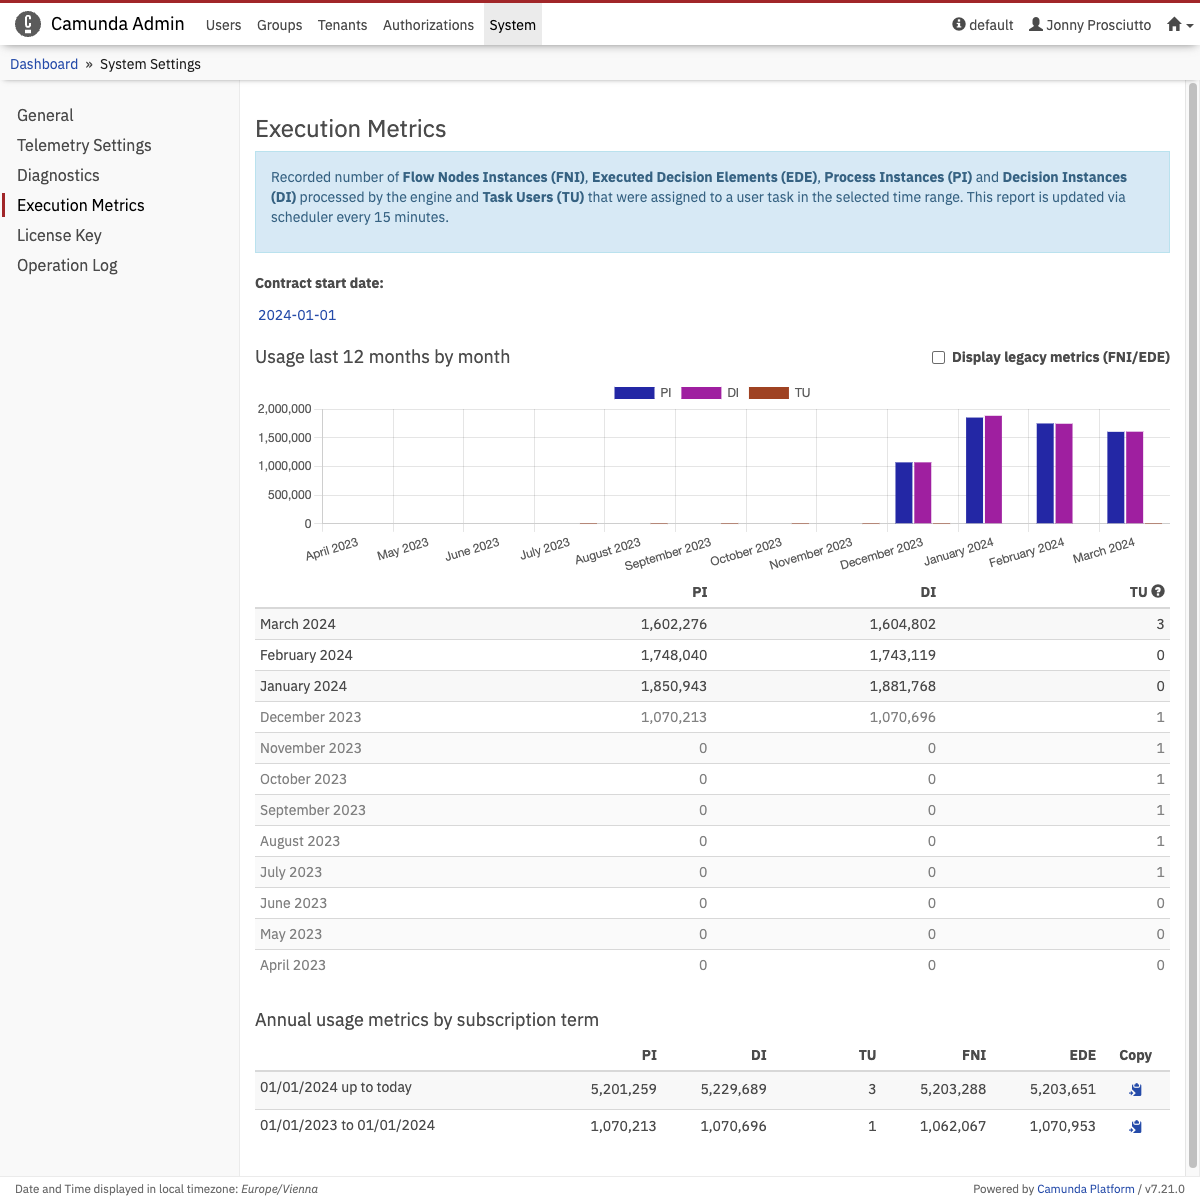 Camunda Admin Users Groups Tenants Authorizations System default Jonny Prosciutto
Dashboard » System Settings
General
Telemetry Settings
Diagnostics
Execution Metrics
License Key
Operation Log
Execution Metrics
Recorded number of Flow Nodes Instances (FNI), Executed Decision Elements (EDE), Process Instances (PI) and Decision Instances
(DI) processed by the engine and Task Users (TU) that were assigned to a user task in the selected time range. This report is updated via
scheduler every 15 minutes.
Contract start date:
2024-01-01
Usage last 12 months by month Display legacy metrics (FNI/EDE)
PI DI TU
2,000,000
1,500,000
1,000,000
500,000
0
April 2023 May 2023 June 2023 July 2023 August 2023 September 2023 October 2023 November 2023 December 2023 January 2024 February 2024 March 2024
PI DI TU
March 2024 1,602,276 1,604,802 3
February 2024 1,748,040 1,743,119 0
January 2024 1,850,943 1,881,768 0
December 2023 1,070,213 1,070,696 1
November 2023 0 0 1
October 2023 0 0 1
September 2023 0 0 1
August 2023 0 0 1
July 2023 0 0 1
June 2023 0 0 0
May 2023 0 0 0
April 2023 0 0 0
Annual usage metrics by subscription term
PI DI TU FNI EDE Copy
01/01/2024 up to today 5,201,259 5,229,689 3 5,203,288 5,203,651
01/01/2023 to 01/01/2024 1,070,213 1,070,696 1 1,062,067 1,070,953
Date and Time displayed in local timezone: Europe/Vienna Powered by Camunda Platform / v7.21.0